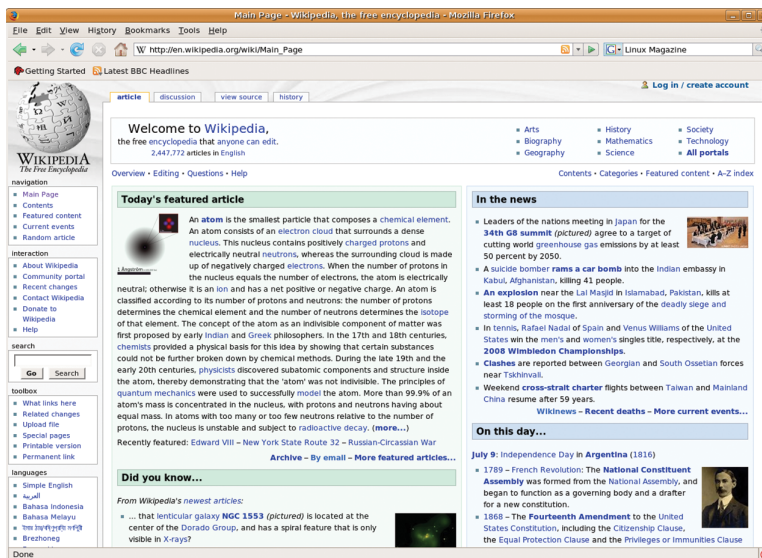 Main Page - Wikipedia, the free encyclopedia - Mozilla Firefox
File Edit View History Bookmarks Tools Help
http://en.wikipedia.org/wiki/Main_Page
Linux Magazine
Getting Started Latest BBC Headlines
Log in / create account
WIKIPEDIA
The Free Encyclopedia
navigation
Main Page
Contents
Featured content
Current events
Random article
interaction
About Wikipedia
Community portal
Recent changes
Contact Wikipedia
Donate to
Wikipedia
Help
search
Go Search
toolbox
What links here
Related changes
Upload file
Special pages
Printable version
Permanent link
languages
Simple English
العربية
Bahasa Indonesia
Bahasa Melayu
Brezhoneg
article discussion view source history
Welcome to Wikipedia,
the free encyclopedia that anyone can edit.
2,447,772 articles in English
Arts
Biography
Geography
History
Mathematics
Science
Society
Technology
All portals
Overview · Editing · Questions · Help
Contents · Categories · Featured content · A–Z index
Today's featured article
An atom is the smallest particle that composes a chemical element.
An atom consists of an electron cloud that surrounds a dense
nucleus. This nucleus contains positively charged protons and
electrically neutral neutrons, whereas the surrounding cloud is made
up of negatively charged electrons. When the number of protons in
the nucleus equals the number of electrons, the atom is electrically
neutral; otherwise it is an ion and has a net positive or negative charge. An atom is
classified according to its number of protons and neutrons: the number of protons
determines the chemical element and the number of neutrons determines the isotope
of that element. The concept of the atom as an indivisible component of matter was
first proposed by early Indian and Greek philosophers. In the 17th and 18th centuries,
chemists provided a physical basis for this idea by showing that certain substances
could not be further broken down by chemical methods. During the late 19th and the
early 20th centuries, physicists discovered subatomic components and structure inside
the atom, thereby demonstrating that the 'atom' was not indivisible. The principles of
quantum mechanics were used to successfully model the atom. More than 99.9% of an
atom's mass is concentrated in the nucleus, with protons and neutrons having about
equal mass. In atoms with too many or too few neutrons relative to the number of
protons, the nucleus is unstable and subject to radioactive decay. (more...)
Recently featured: Edward VIII – New York State Route 32 – Russian-Circassian War
Archive – By email – More featured articles...
Did you know...
From Wikipedia's newest articles:
... that lenticular galaxy NGC 1553 (pictured) is located at the
center of the Dorado Group, and has a spiral feature that is only
visible in X-rays?
In the news
Leaders of the nations meeting in Japan for the
34th G8 summit (pictured) agree to a target of
cutting world greenhouse gas emissions by at least
50 percent by 2050.
A suicide bomber rams a car bomb into the Indian embassy in
Kabul, Afghanistan, killing 41 people.
An explosion near the Lal Masjid in Islamabad, Pakistan, kills at
least 18 people on the first anniversary of the deadly siege and
storming of the mosque.
In tennis, Rafael Nadal of Spain and Venus Williams of the United
States win the men's and women's singles title, respectively, at the
2008 Wimbledon Championships.
Clashes are reported between Georgian and South Ossetian forces
near Tskhinvali.
Weekend cross-strait charter flights between Taiwan and Mainland
China resume after 59 years.
Wikinews – Recent deaths – More current events...
On this day...
July 9: Independence Day in Argentina (1816)
1789 – French Revolution: The National Constituent
Assembly was formed from the National Assembly, and
began to function as a governing body and a drafter
for a new constitution.
1868 – The Fourteenth Amendment to the United
States Constitution, including the Citizenship Clause,
the Equal Protection Clause and the Privileges or Immunities Clause
Done